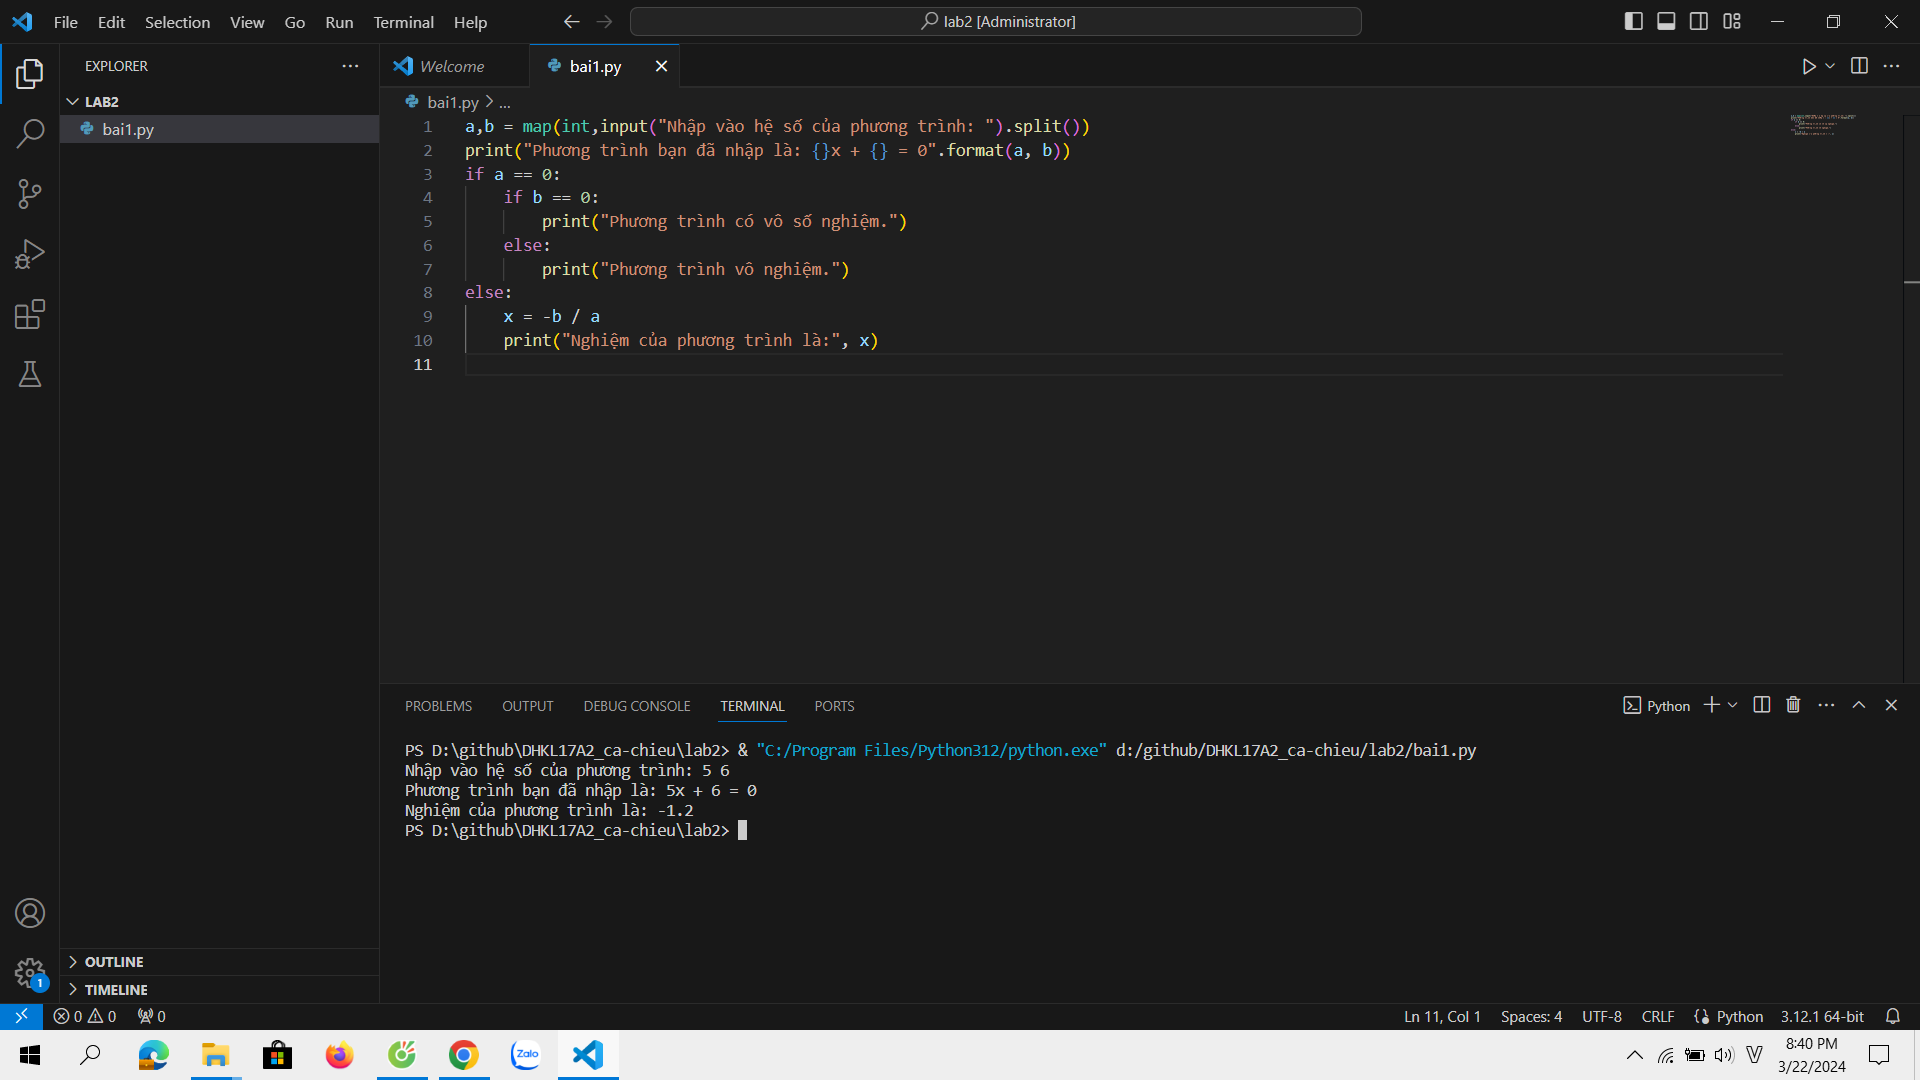 File Edit Selection View Go Run Terminal Help
lab2 [Administrator]
EXPLORER
LAB2
bai1.py
Welcome
bai1.py
bai1.py > ...
1 a,b = map(int,input("Nhập vào hệ số của phương trình: ").split())
2 print("Phương trình bạn đã nhập là: {}x + {} = 0".format(a, b))
3 if a == 0:
4 if b == 0:
5 print("Phương trình có vô số nghiệm.")
6 else:
7 print("Phương trình vô nghiệm.")
8 else:
9 x = -b / a
10 print("Nghiệm của phương trình là:", x)
11
PROBLEMS OUTPUT DEBUG CONSOLE TERMINAL PORTS
Python
PS D:\github\DHKL17A2_ca-chieu\lab2> & "C:/Program Files/Python312/python.exe" d:/github/DHKL17A2_ca-chieu/lab2/bai1.py
Nhập vào hệ số của phương trình: 5 6
Phương trình bạn đã nhập là: 5x + 6 = 0
Nghiệm của phương trình là: -1.2
PS D:\github\DHKL17A2_ca-chieu\lab2>
OUTLINE
TIMELINE
1
0 0 0
Ln 11, Col 1 Spaces: 4 UTF-8 CRLF Python 3.12.1 64-bit
Zalo
V
8:40 PM
3/22/2024